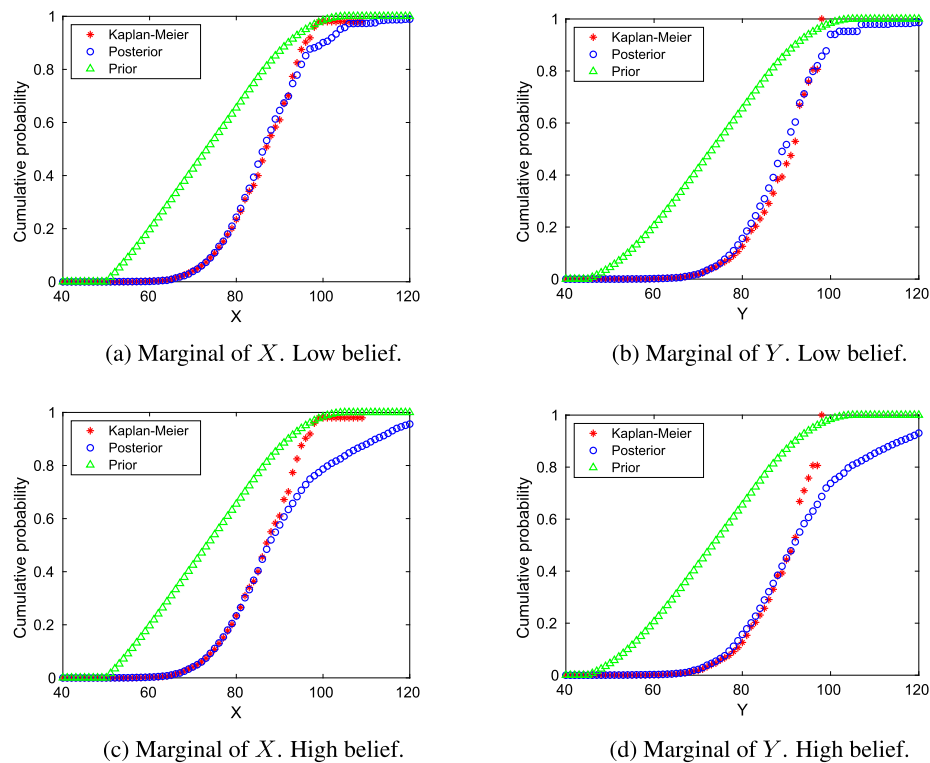 1
0.8
0.6
0.4
0.2
0
Cumulative probability
Kaplan-Meier
Posterior
Prior
40 60 80 100 120
X
(a) Marginal of X. Low belief.
1
0.8
0.6
0.4
0.2
0
Cumulative probability
Kaplan-Meier
Posterior
Prior
40 60 80 100 120
Y
(b) Marginal of Y. Low belief.
1
0.8
0.6
0.4
0.2
0
Cumulative probability
Kaplan-Meier
Posterior
Prior
40 60 80 100 120
X
(c) Marginal of X. High belief.
1
0.8
0.6
0.4
0.2
0
Cumulative probability
Kaplan-Meier
Posterior
Prior
40 60 80 100 120
Y
(d) Marginal of Y. High belief.